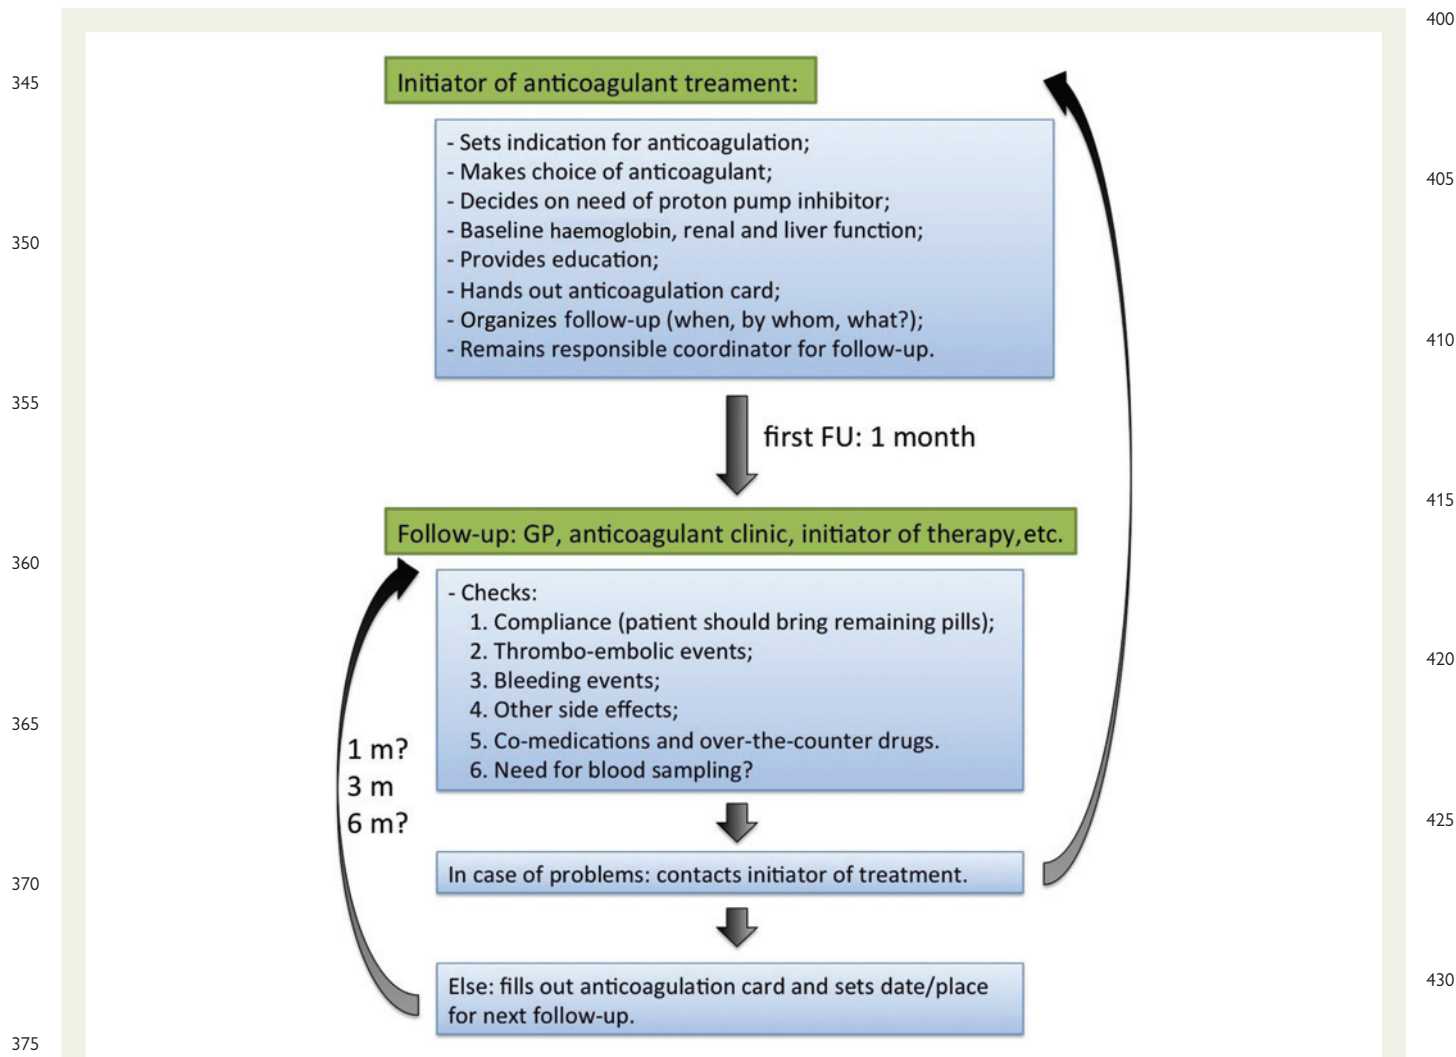 400
345
Initiator of anticoagulant treament:
- Sets indication for anticoagulation;
- Makes choice of anticoagulant;
405
- Decides on need of proton pump inhibitor;
350
- Baseline haemoglobin, renal and liver function;
- Provides education;
- Hands out anticoagulation card;
- Organizes follow-up (when, by whom, what?);
410
- Remains responsible coordinator for follow-up.
355
first FU: 1 month
415
Follow-up: GP, anticoagulant clinic, initiator of therapy,etc.
360
- Checks:
1. Compliance (patient should bring remaining pills);
2. Thrombo-embolic events;
420
3. Bleeding events;
4. Other side effects;
365
5. Co-medications and over-the-counter drugs.
6. Need for blood sampling?
1 m?
3 m
6 m?
425
370
In case of problems: contacts initiator of treatment.
430
Else: fills out anticoagulation card and sets date/place
for next follow-up.
375